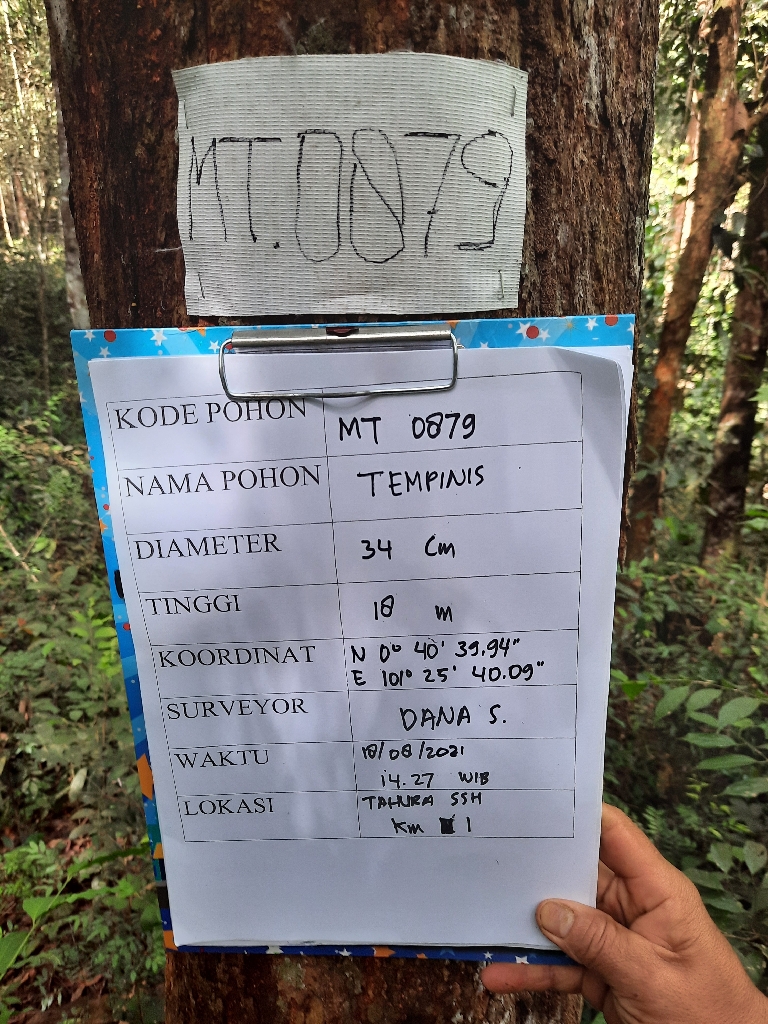 MT.0879
KODE POHON MT 0879
NAMA POHON TEMPINIS
DIAMETER 34 Cm
TINGGI 18 m
KOORDINAT N 0° 40' 39.94"
E 101° 25' 40.09"
SURVEYOR DANA S.
WAKTU 18/08/2021
14.27 WIB
LOKASI TAHURA SSH
Km 1